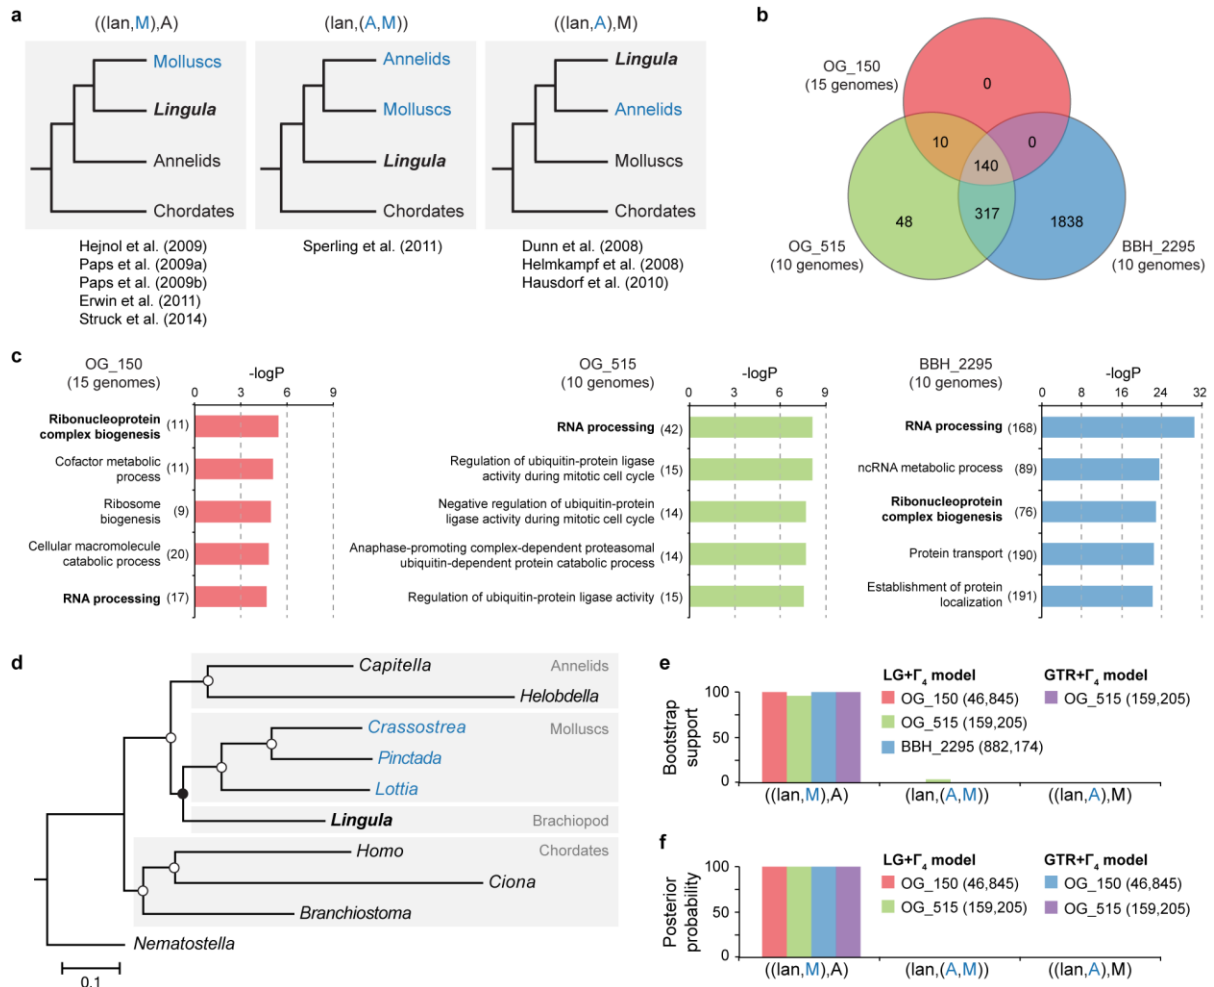 a
((lan,M),A)
Molluscs
Lingula
Annelids
Chordates
Hejnol et al. (2009)
Paps et al. (2009a)
Paps et al. (2009b)
Erwin et al. (2011)
Struck et al. (2014)
(lan,(A,M))
Annelids
Molluscs
Lingula
Chordates
Sperling et al. (2011)
((lan,A),M)
Lingula
Annelids
Molluscs
Chordates
Dunn et al. (2008)
Helmkampf et al. (2008)
Hausdorf et al. (2010)
b
OG_150
(15 genomes)
0
10
0
140
48
317
1838
OG_515
(10 genomes)
BBH_2295
(10 genomes)
c
OG_150
(15 genomes)
-logP
0 3 6 9
Ribonucleoprotein
complex biogenesis (11)
Cofactor metabolic
process (11)
Ribosome
biogenesis (9)
Cellular macromolecule
catabolic process (20)
RNA processing (17)
OG_515
(10 genomes)
-logP
0 3 6 9
RNA processing (42)
Regulation of ubiquitin-protein ligase
activity during mitotic cell cycle (15)
Negative regulation of ubiquitin-protein
ligase activity during mitotic cell cycle (14)
Anaphase-promoting complex-dependent proteasomal
ubiquitin-dependent protein catabolic process (14)
Regulation of ubiquitin-protein ligase activity (15)
BBH_2295
(10 genomes)
-logP
0 8 16 24 32
RNA processing (168)
ncRNA metabolic process (89)
Ribonucleoprotein
complex biogenesis (76)
Protein transport (190)
Establishment of protein
localization (191)
d
Capitella
Annelids
Helobdella
Crassostrea
Molluscs
Pinctada
Lottia
Lingula
Brachiopod
Homo
Chordates
Ciona
Branchiostoma
Nematostella
0.1
e
Bootstrap
support
100
50
0
LG+Γ4 model
OG_150 (46,845)
OG_515 (159,205)
BBH_2295 (882,174)
GTR+Γ4 model
OG_515 (159,205)
((lan,M),A)
(lan,(A,M))
((lan,A),M)
f
Posterior
probability
100
50
0
LG+Γ4 model
OG_150 (46,845)
OG_515 (159,205)
GTR+Γ4 model
OG_150 (46,845)
OG_515 (159,205)
((lan,M),A)
(lan,(A,M))
((lan,A),M)